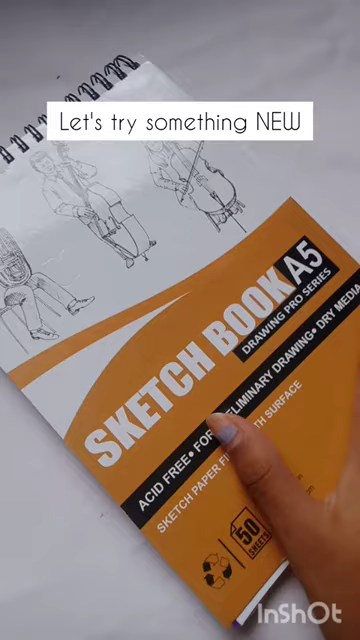 Let's try something NEW
SKETCH BOOK A5
DRAWING PRO SERIES
ACID FREE • FOR PRELIMINARY DRAWING • DRY MEDIA
SKETCH PAPER
SURFACE
50
SHEETS
InShOt